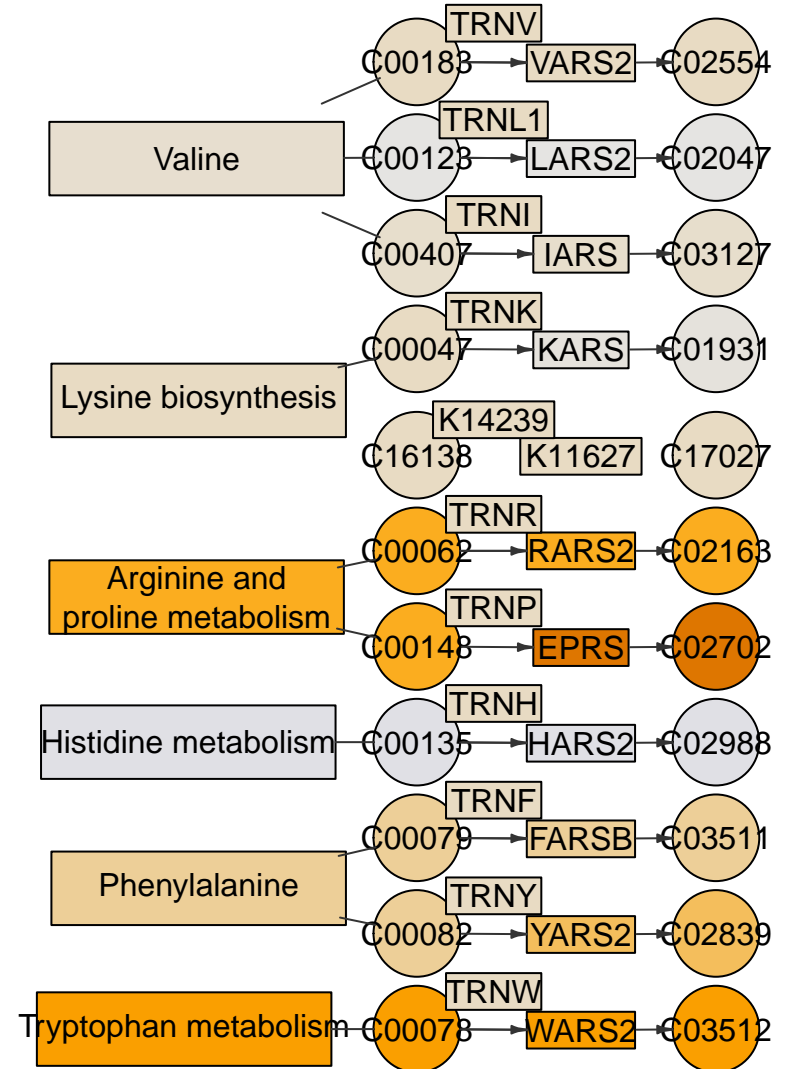 TRNV
C00183 VARS2 C02554
TRNL1
Valine C00123 LARS2 C02047
TRNI
C00407 IARS C03127
TRNK
C00047 KARS C01931
Lysine biosynthesis
K14239
C16138 K11627 C17027
TRNR
C00062 RARS2 C02163
Arginine and
proline metabolism
TRNP
C00148 EPRS C02702
TRNH
Histidine metabolism C00135 HARS2 C02988
TRNF
C00079 FARSB C03511
Phenylalanine
TRNY
C00082 YARS2 C02839
TRNW
Tryptophan metabolism C00078 WARS2 C03512